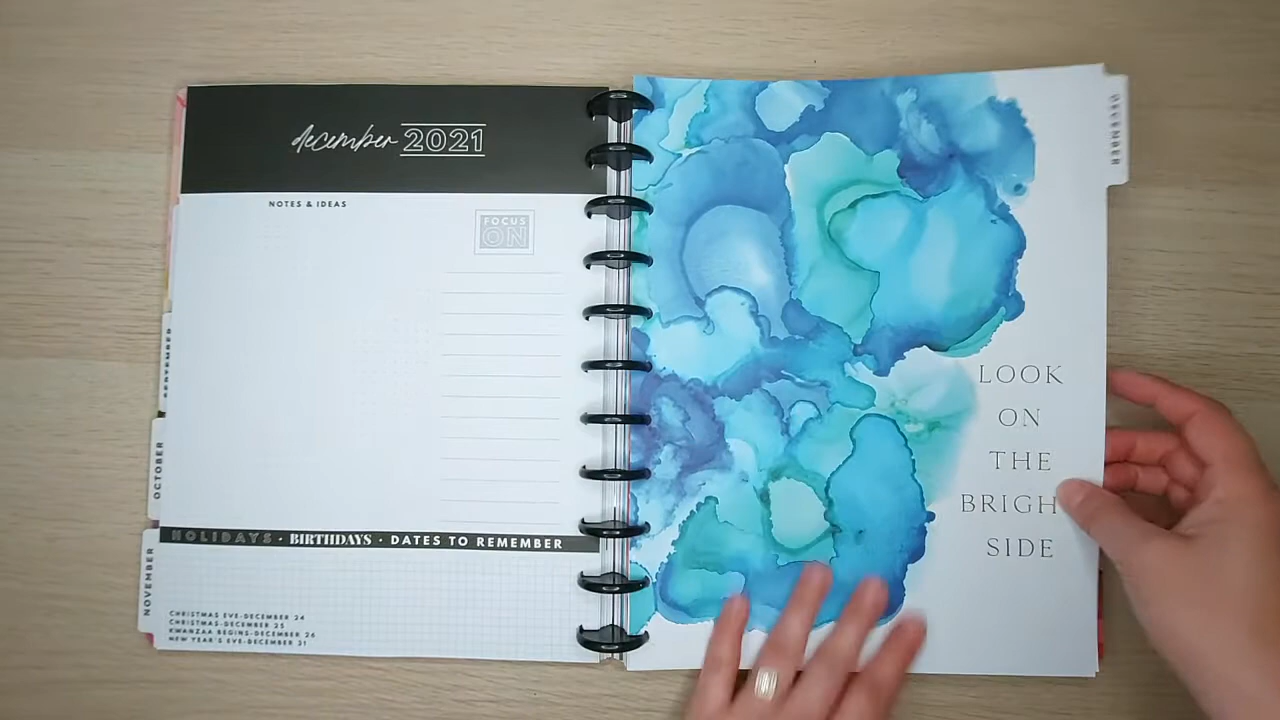 december 2021
NOTES & IDEAS
FOCUS
ON
HOLIDAYS · BIRTHDAYS · DATES TO REMEMBER
CHRISTMAS EVE-DECEMBER 24
CHRISTMAS-DECEMBER 25
KWANZAA BEGINS-DECEMBER 26
NEW YEAR'S EVE-DECEMBER 31
SEPTEMBER
OCTOBER
NOVEMBER
DECEMBER
LOOK
ON
THE
BRIGH
SIDE